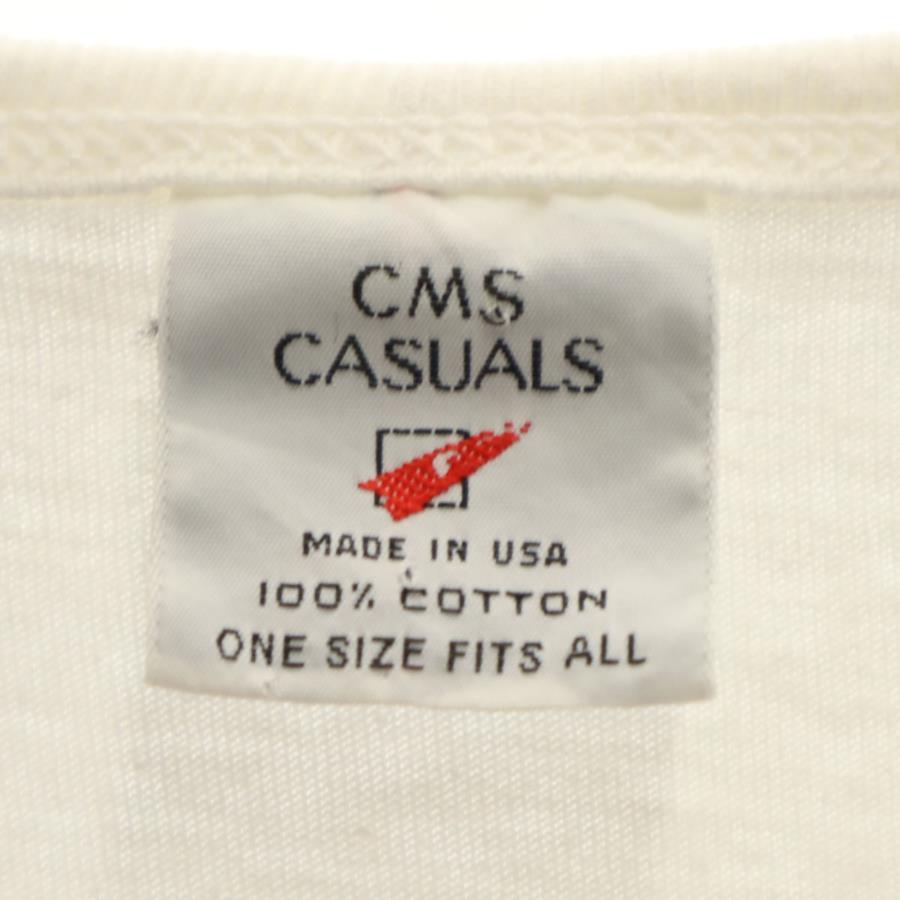 CMS
CASUALS
MADE IN USA
100% COTTON
ONE SIZE FITS ALL